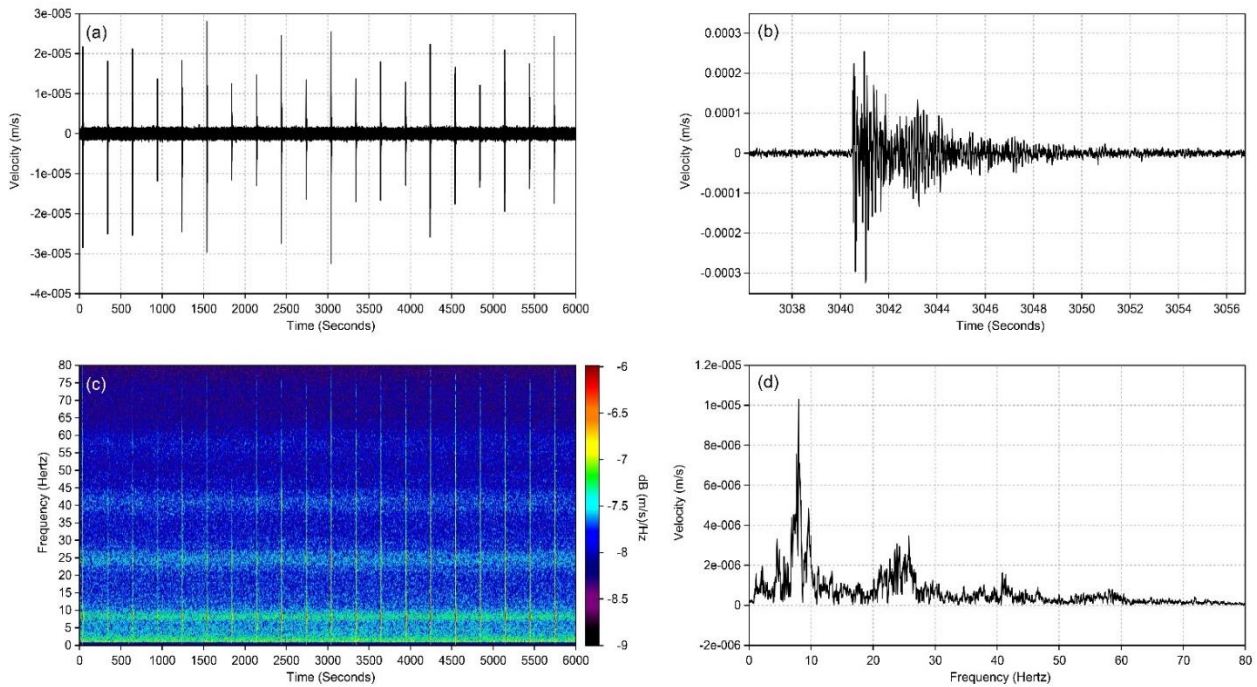 (a)
Velocity (m/s)
3e-005
2e-005
1e-005
0
-1e-005
-2e-005
-3e-005
-4e-005
0 500 1000 1500 2000 2500 3000 3500 4000 4500 5000 5500 6000
Time (Seconds)
(b)
Velocity (m/s)
0.0003
0.0002
0.0001
0
-0.0001
-0.0002
-0.0003
3038 3040 3042 3044 3046 3048 3050 3052 3054 3056
Time (Seconds)
(c)
Frequency (Hertz)
80
75
70
65
60
55
50
45
40
35
30
25
20
15
10
5
0
0 500 1000 1500 2000 2500 3000 3500 4000 4500 5000 5500 6000
Time (Seconds)
-6
-6.5
-7
-7.5
-8
-8.5
-9
dB (m/s)/Hz
(d)
Velocity (m/s)
1.2e-005
1e-005
8e-006
6e-006
4e-006
2e-006
0
-2e-006
0 10 20 30 40 50 60 70 80
Frequency (Hertz)